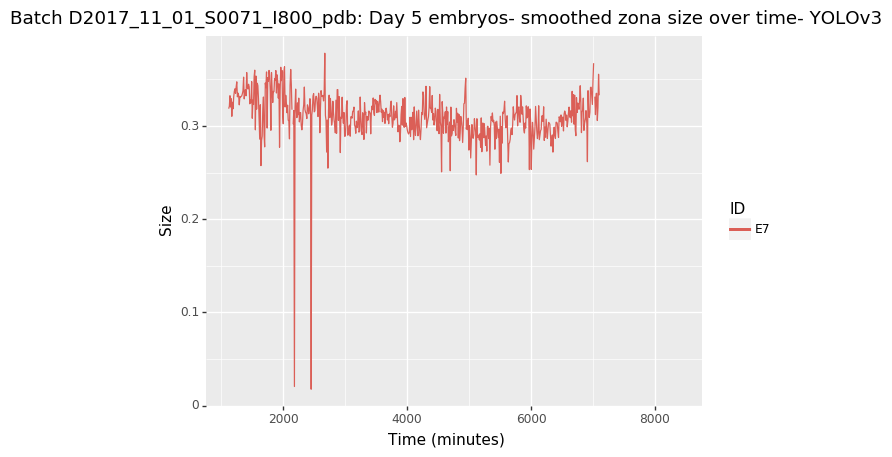 Batch D2017_11_01_S0071_I800_pdb: Day 5 embryos- smoothed zona size over time- YOLOv3
0.3
0.2
0.1
0
Size
2000
4000
6000
8000
Time (minutes)
ID
E7